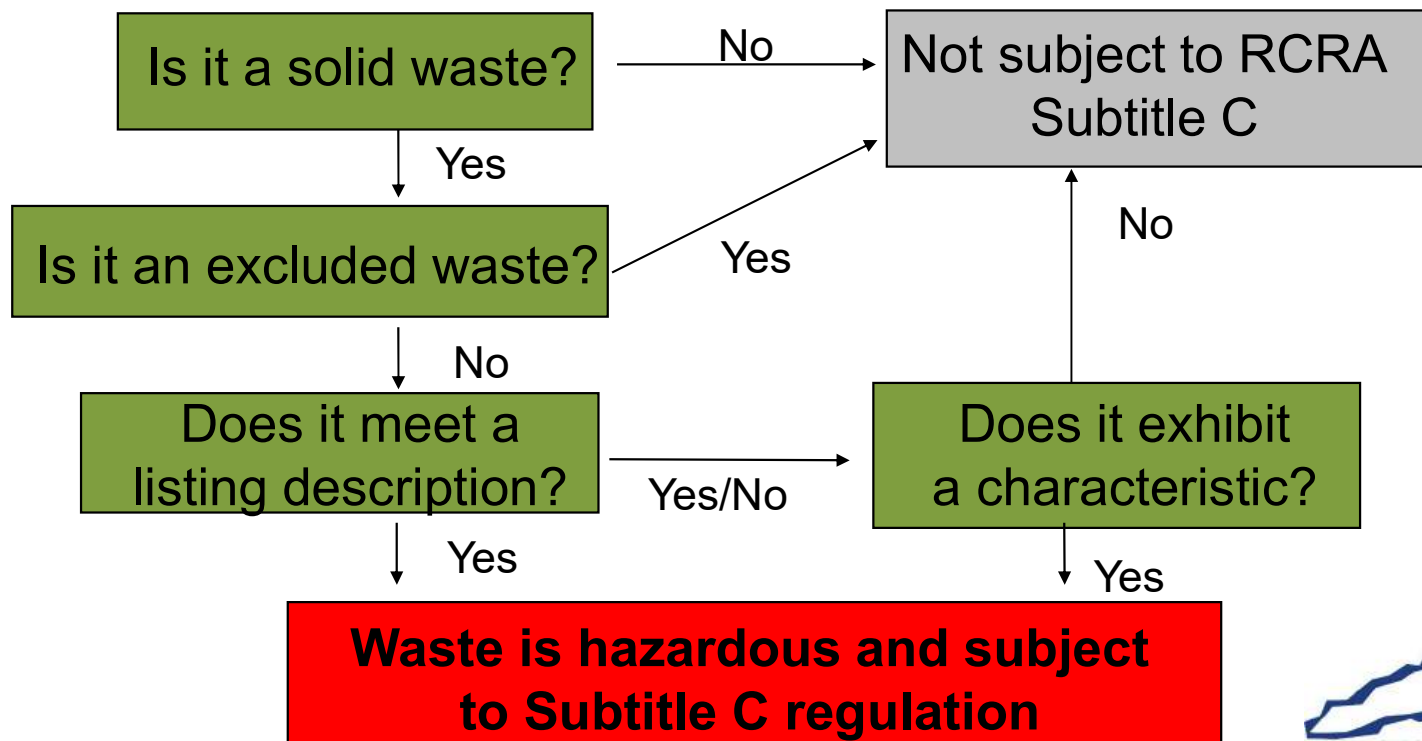 Is it a solid waste?
No
Not subject to RCRA
Subtitle C
Yes
Is it an excluded waste?
Yes
No
No
Does it meet a
listing description?
Yes/No
Does it exhibit
a characteristic?
Yes
Yes
Waste is hazardous and subject
to Subtitle C regulation